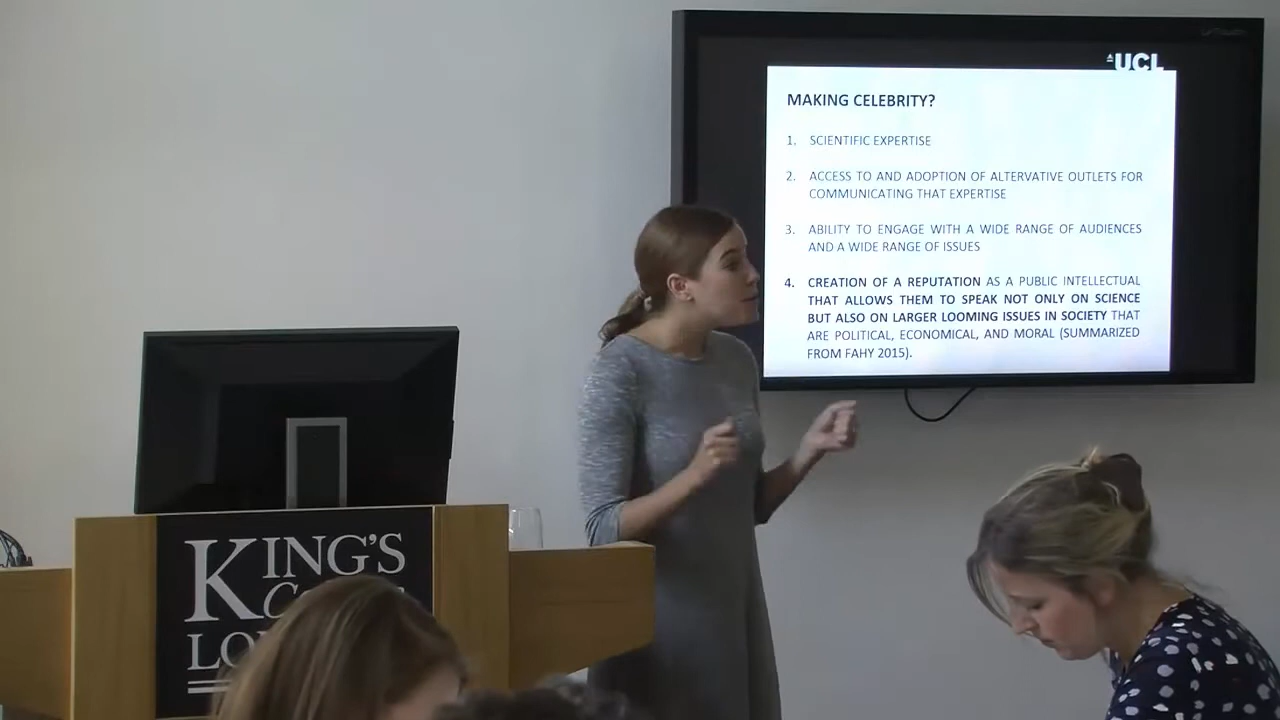 UCL
MAKING CELEBRITY?
1. SCIENTIFIC EXPERTISE
2. ACCESS TO AND ADOPTION OF ALTERVATIVE OUTLETS FOR
COMMUNICATING THAT EXPERTISE
3. ABILITY TO ENGAGE WITH A WIDE RANGE OF AUDIENCES
AND A WIDE RANGE OF ISSUES
4. CREATION OF A REPUTATION AS A PUBLIC INTELLECTUAL
THAT ALLOWS THEM TO SPEAK NOT ONLY ON SCIENCE
BUT ALSO ON LARGER LOOMING ISSUES IN SOCIETY THAT
ARE POLITICAL, ECONOMICAL, AND MORAL (SUMMARIZED
FROM FAHY 2015).
KING'S